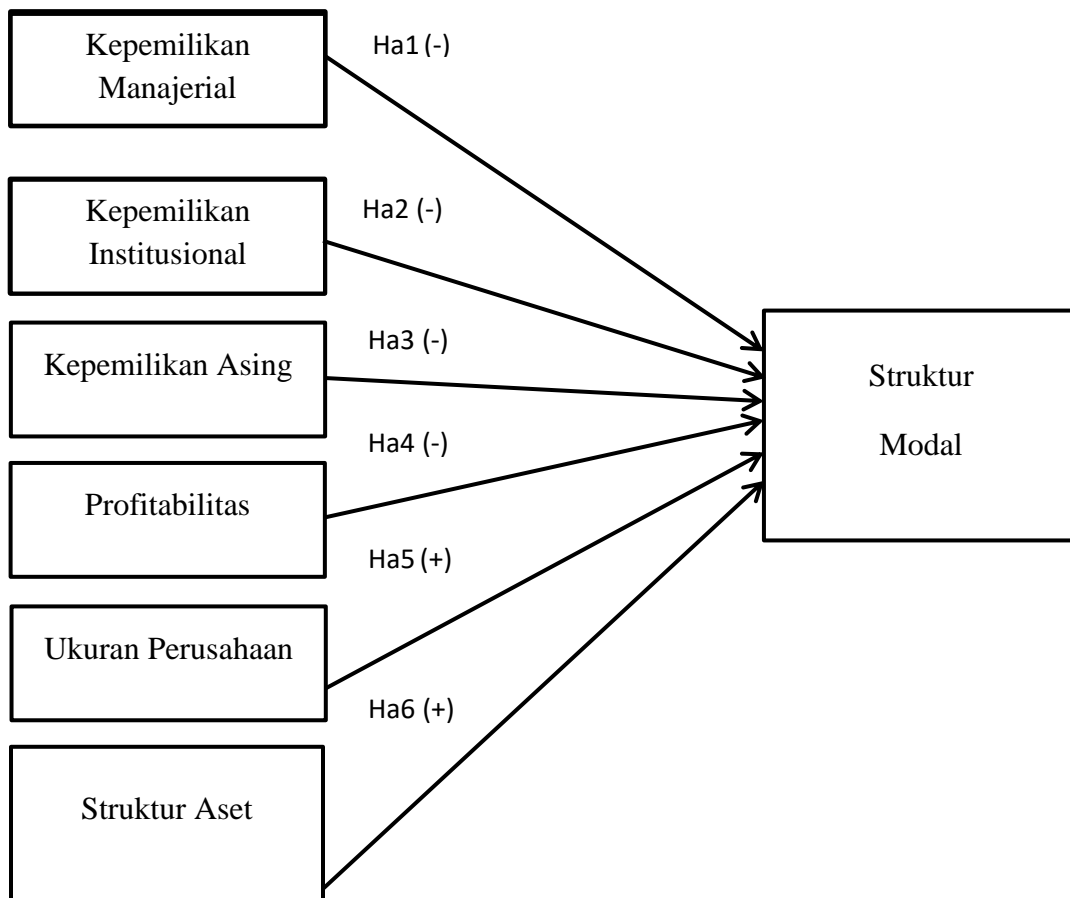 Kepemilikan
Manajerial
Ha1 (-)
Kepemilikan
Institusional
Ha2 (-)
Kepemilikan Asing
Ha3 (-)
Profitabilitas
Ha4 (-)
Ukuran Perusahaan
Ha5 (+)
Struktur Aset
Ha6 (+)
Struktur
Modal